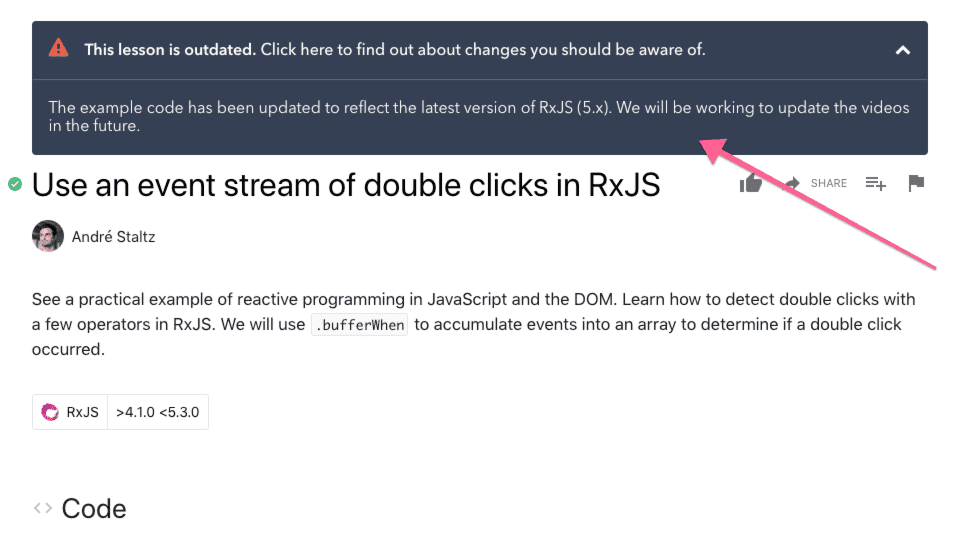 This lesson is outdated. Click here to find out about changes you should be aware of.
The example code has been updated to reflect the latest version of RxJS (5.x). We will be working to update the videos
in the future.
Use an event stream of double clicks in RxJS
SHARE
André Staltz
See a practical example of reactive programming in JavaScript and the DOM. Learn how to detect double clicks with
a few operators in RxJS. We will use .bufferWhen to accumulate events into an array to determine if a double click
occurred.
RxJS >4.1.0 <5.3.0
<> Code